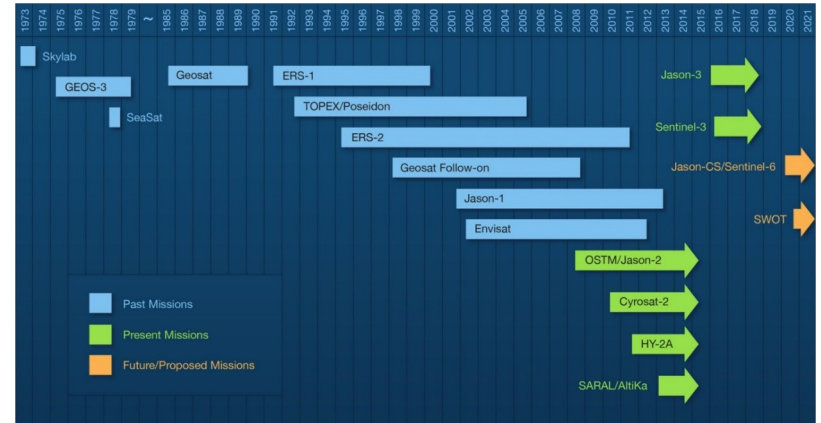 1973 1974 1975 1976 1977 1978 1979 ~ 1985 1986 1987 1988 1989 1990 1991 1992 1993 1994 1995 1996 1997 1998 1999 2000 2001 2002 2003 2004 2005 2006 2007 2008 2009 2010 2011 2012 2013 2014 2015 2016 2017 2018 2019 2020 2021
Skylab
Geosat
ERS-1
Jason-3
GEOS-3
TOPEX/Poseidon
SeaSat
Sentinel-3
ERS-2
Geosat Follow-on
Jason-CS/Sentinel-6
Jason-1
SWOT
Envisat
OSTM/Jason-2
Past Missions
Cyrosat-2
Present Missions
HY-2A
Future/Proposed Missions
SARAL/AltiKa